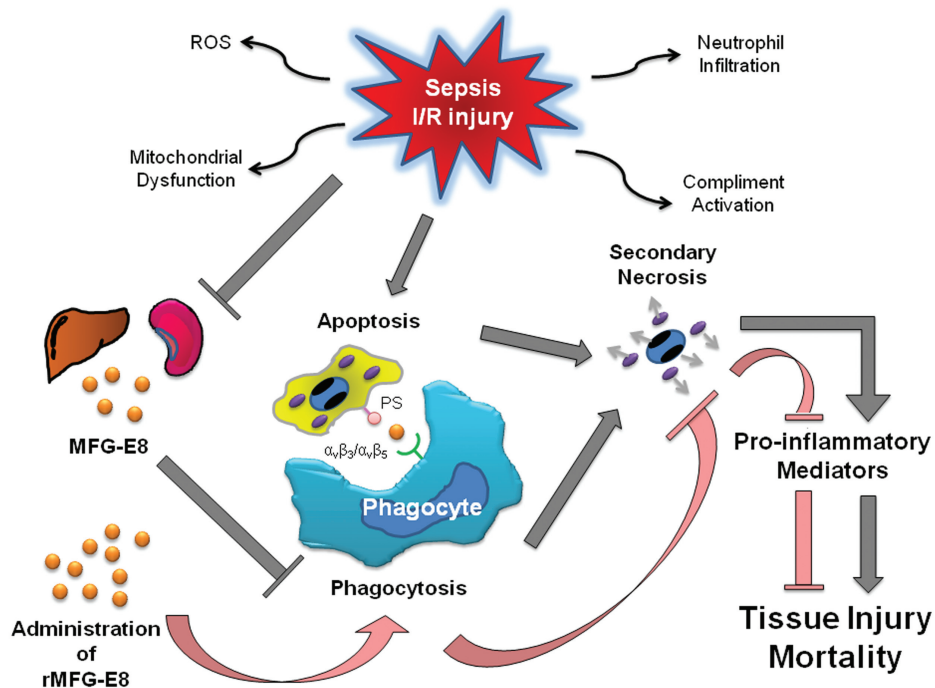 ROS
Neutrophil
Infiltration
Sepsis
I/R injury
Mitochondrial
Dysfunction
Compliment
Activation
Secondary
Necrosis
Apoptosis
PS
MFG-E8
αvβ3/αvβ5
Pro-inflammatory
Mediators
Phagocyte
Phagocytosis
Administration
of
rMFG-E8
Tissue Injury
Mortality